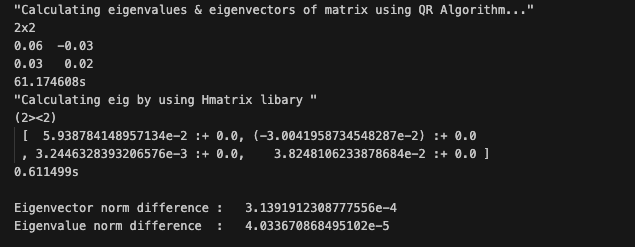 "Calculating eigenvalues & eigenvectors of matrix using QR Algorithm..."
2x2
0.06  -0.03
0.03   0.02
61.174608s
"Calculating eig by using Hmatrix libary "
(2><2)
 [  5.938784148957134e-2 :+ 0.0, (-3.0041958734548287e-2) :+ 0.0
 , 3.2446328393206576e-3 :+ 0.0,    3.8248106233878684e-2 :+ 0.0 ]
0.611499s
Eigenvector norm difference :   3.1391912308777556e-4
Eigenvalue norm difference  :   4.033670868495102e-5